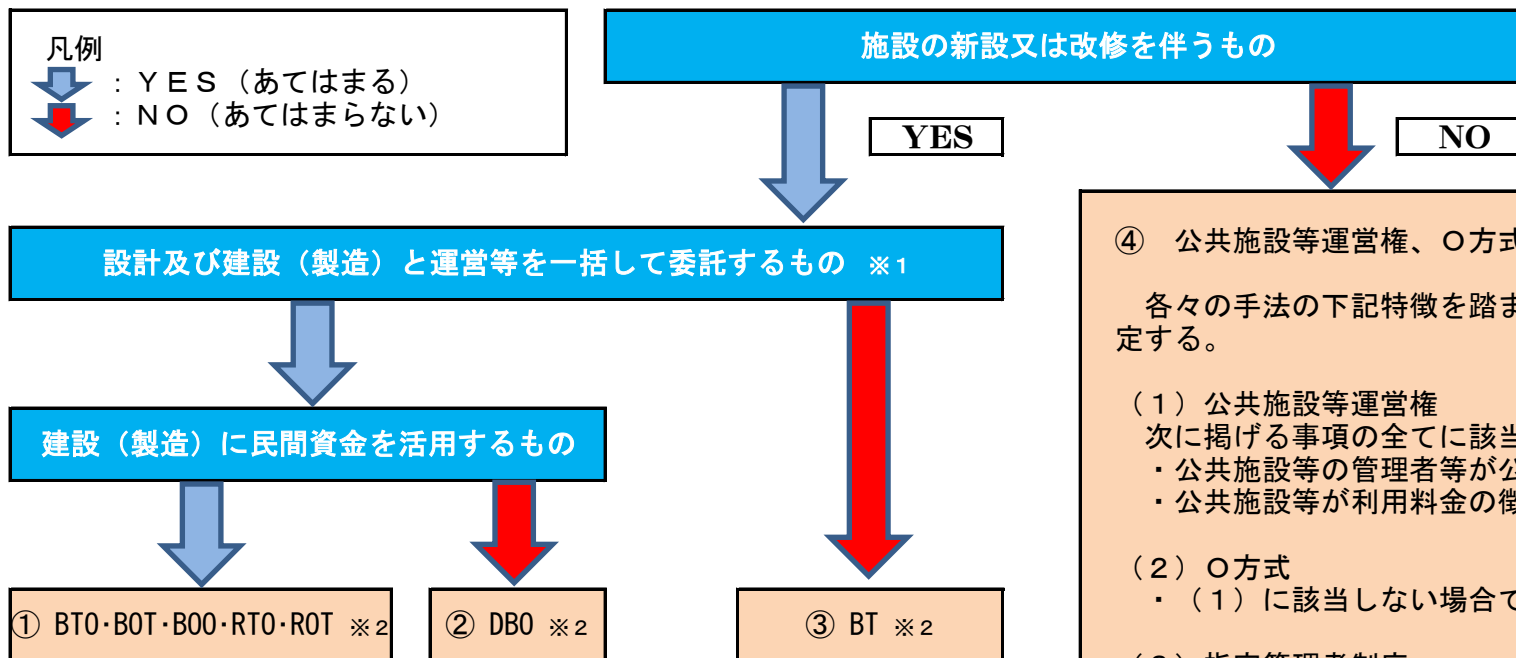 凡例
：ＹＥＳ（あてはまる）
：ＮＯ（あてはまらない）
施設の新設又は改修を伴うもの
YES
NO
設計及び建設（製造）と運営等を一括して委託するもの ※１
建設（製造）に民間資金を活用するもの
① BTO･BOT･BOO･RTO･ROT ※２
② DBO ※２
③ BT ※２
④　公共施設等運営権、Ｏ方式
各々の手法の下記特徴を踏ま
定する。
（１）公共施設等運営権
次に掲げる事項の全てに該当
・公共施設等の管理者等が公
・公共施設等が利用料金の徴
（２）Ｏ方式
・（１）に該当しない場合で